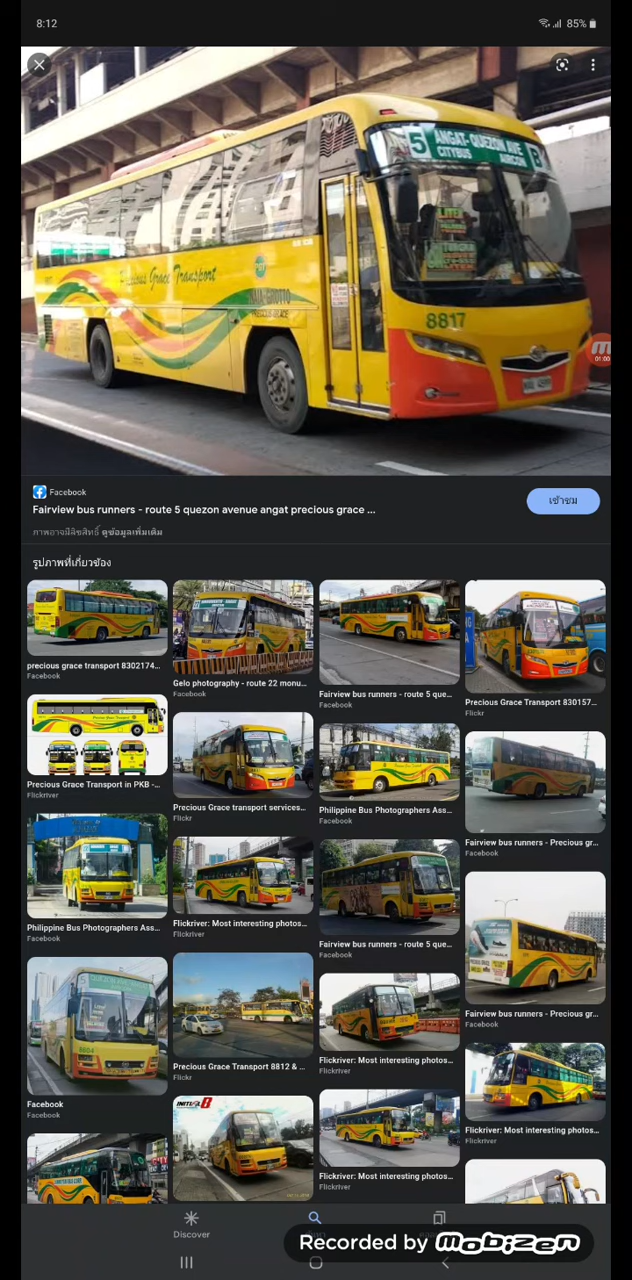 8:12
85%
5 ANGAT-QUEZON AVE
CITYBUS
Precious Grace Transport
PRECIOUS GRACE
8817
01:00
Facebook
Fairview bus runners - route 5 quezon avenue angat precious grace ...
เข้าชม
ภาพอาจมีลิขสิทธิ์ ดูข้อมูลเพิ่มเติม
รูปภาพที่เกี่ยวข้อง
precious grace transport 8302174...
Facebook
Gelo photography - route 22 monu...
Facebook
Fairview bus runners - route 5 que...
Facebook
Precious Grace Transport 830157...
Flickr
Precious Grace Transport in PKB -...
Flickriver
Precious Grace transport services...
Flickr
Philippine Bus Photographers Ass...
Facebook
Fairview bus runners - Precious gr...
Facebook
Philippine Bus Photographers Ass...
Facebook
Flickriver: Most interesting photos...
Flickriver
Fairview bus runners - route 5 que...
Facebook
Fairview bus runners - Precious gr...
Facebook
Facebook
Facebook
Precious Grace Transport 8812 & ...
Flickr
Flickriver: Most interesting photos...
Flickriver
Flickriver: Most interesting photos...
Flickriver
INITIAL 8
Flickriver: Most interesting photos...
Flickriver
Discover
Recorded by mobizen